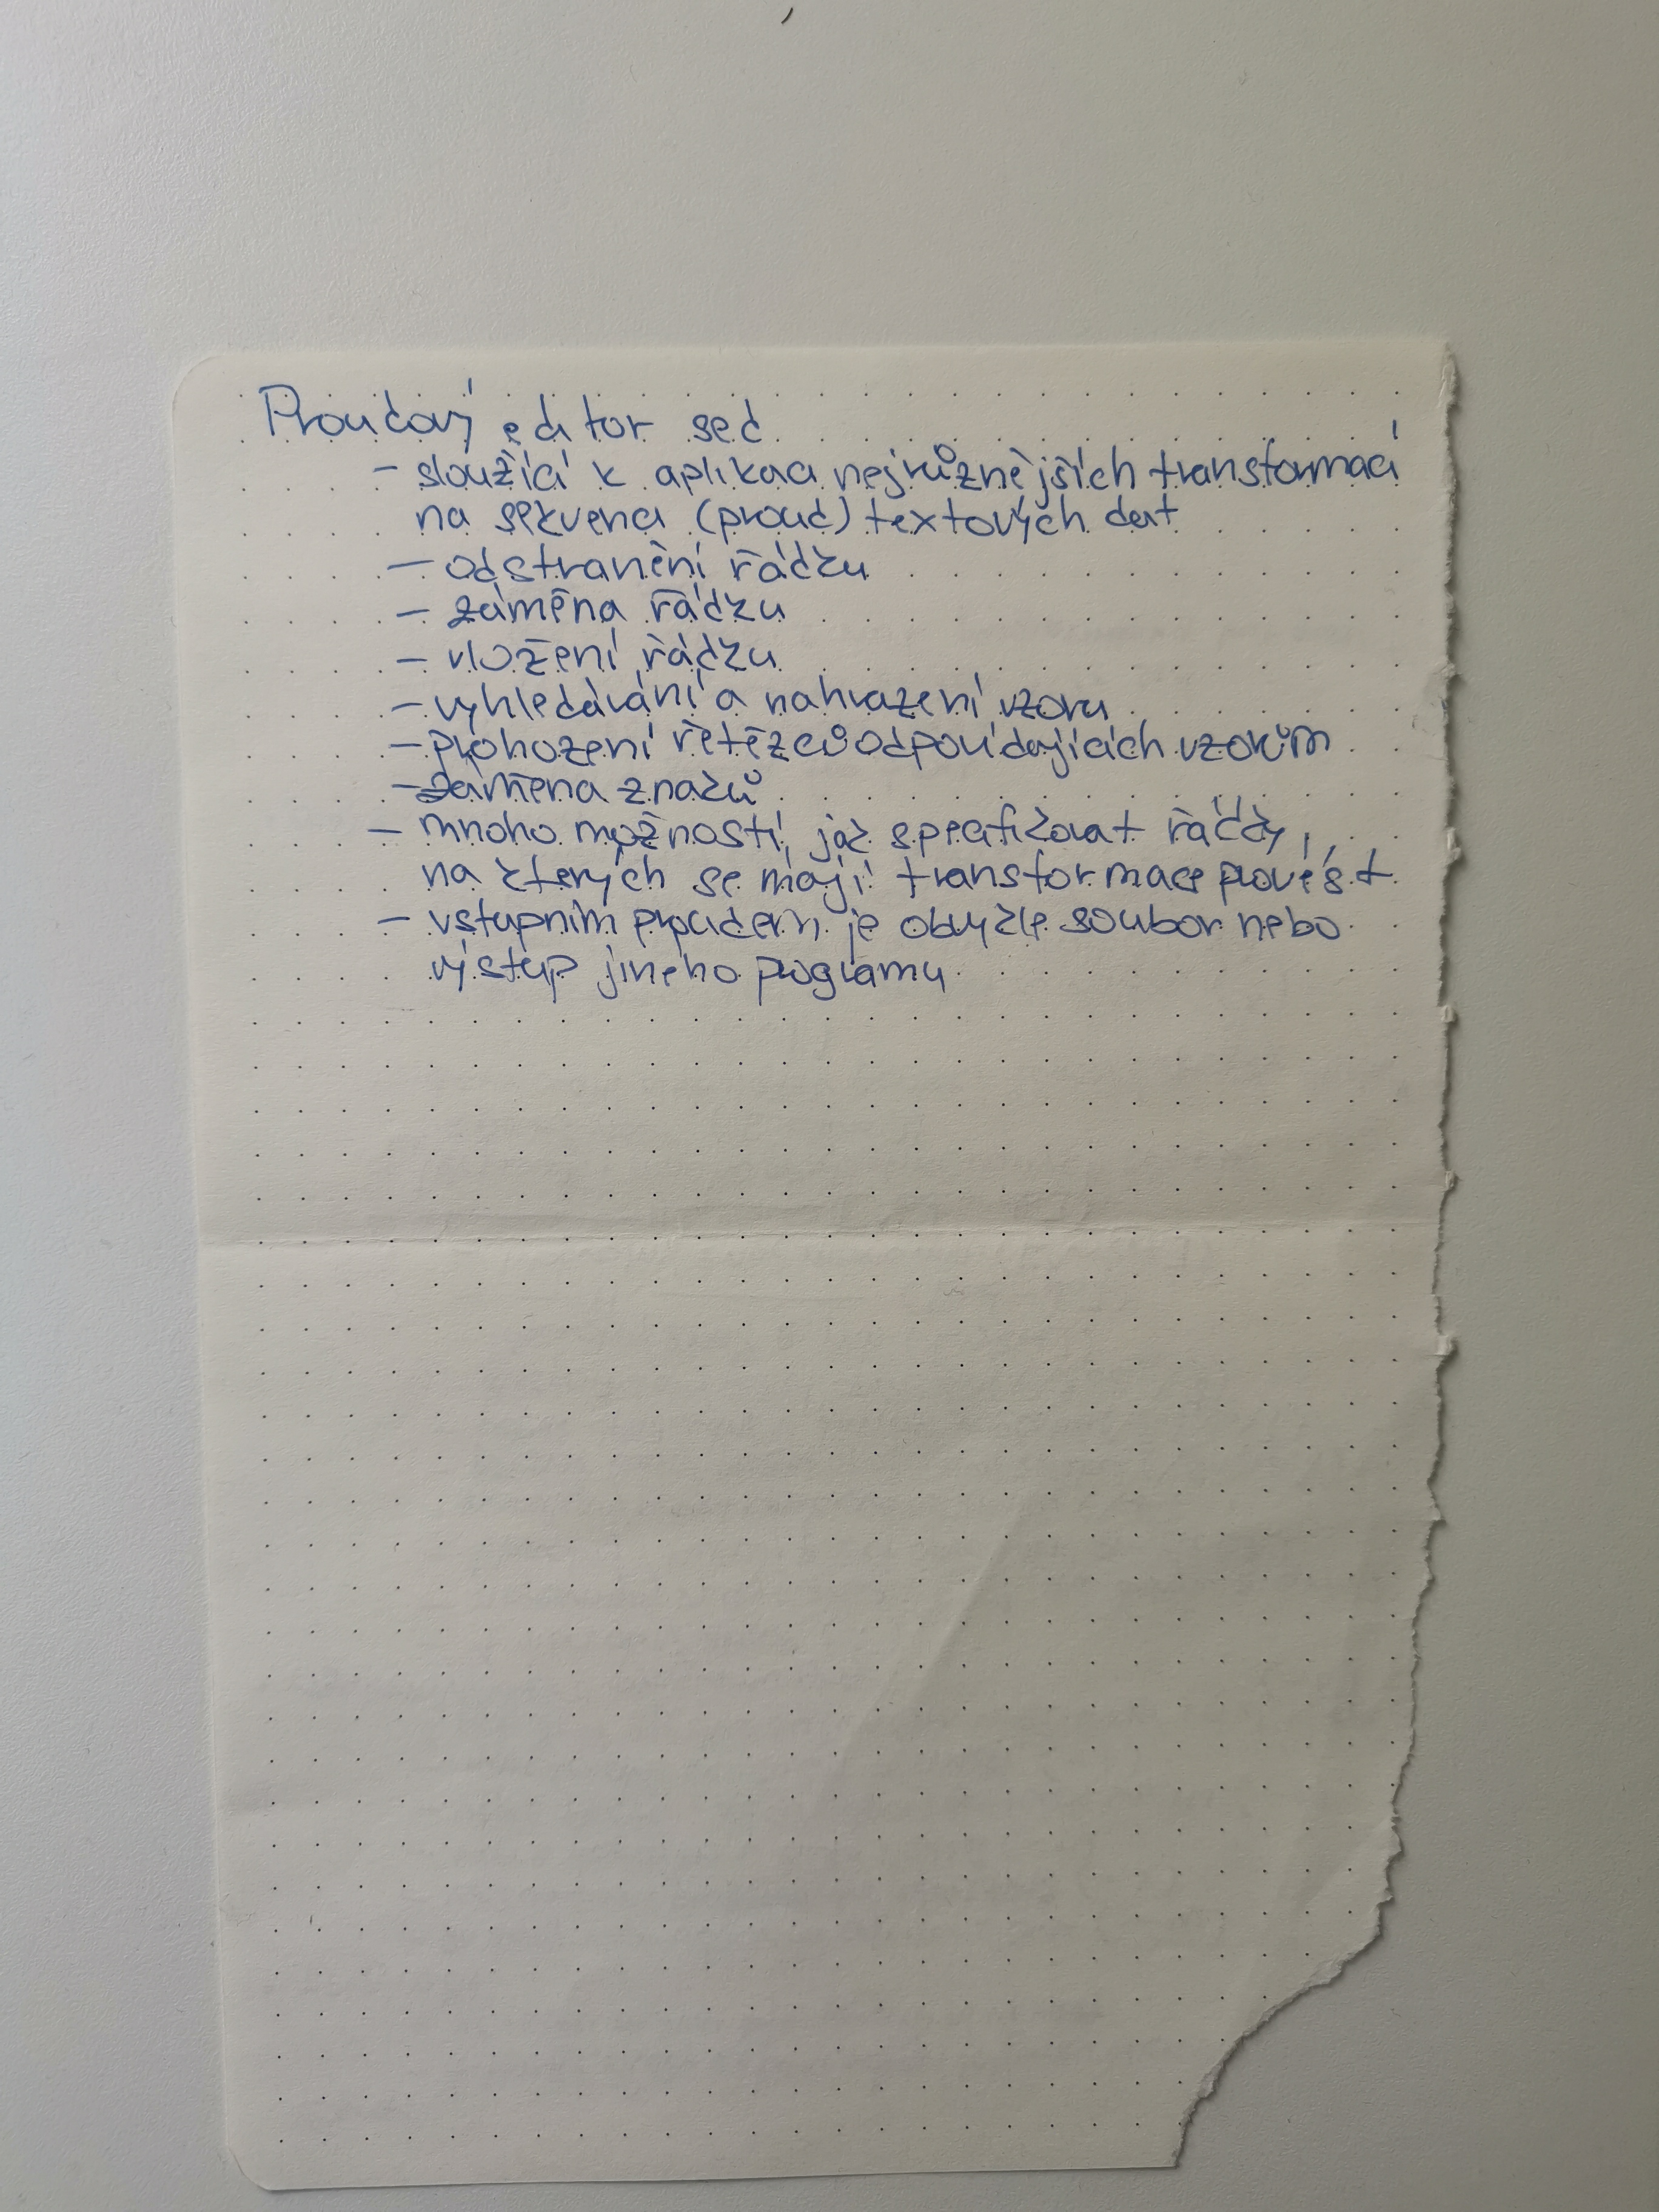 Proudový editor sed
- sloužící k aplikaci nejrůznějších transformací
na sekvenci (proud) textových dat
- odstranění řádku
- záměna řádku
- vložení řádku
- vyhledávání a nahrazení vzoru
- prohození řetězců odpovídajících vzorům
- záměna znaků
- mnoho možností, jak specifikovat řádky,
na kterých se mají transformace provést
- vstupním proudem je obvykle soubor nebo
výstup jiného programu